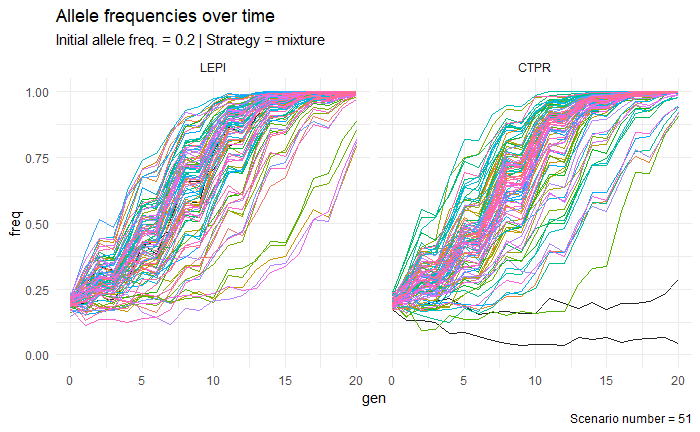 Allele frequencies over time
Initial allele freq. = 0.2 | Strategy = mixture
LEPI
CTPR
1.00
0.75
0.50
0.25
0.00
freq
0 5 10 15 20
0 5 10 15 20
gen
Scenario number = 51